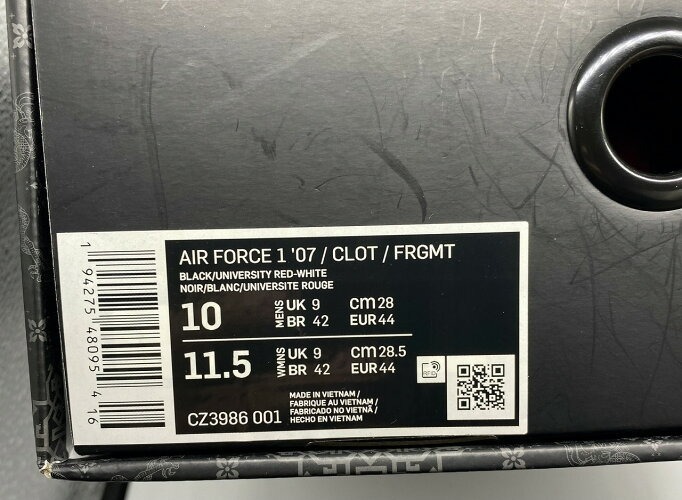 AIR FORCE 1 '07 / CLOT / FRGMT
BLACK/UNIVERSITY RED-WHITE
NOIR/BLANC/UNIVERSITE ROUGE
10 MENS UK 9 CM 28
BR 42 EUR 44
11.5 WMNS UK 9 CM 28.5
BR 42 EUR 44
RFID
CZ3986 001
MADE IN VIETNAM /
FABRIQUE AU VIETNAM /
FABRICADO NO VIETNÃ /
HECHO EN VIETNAM
1 94275 48095 4 16